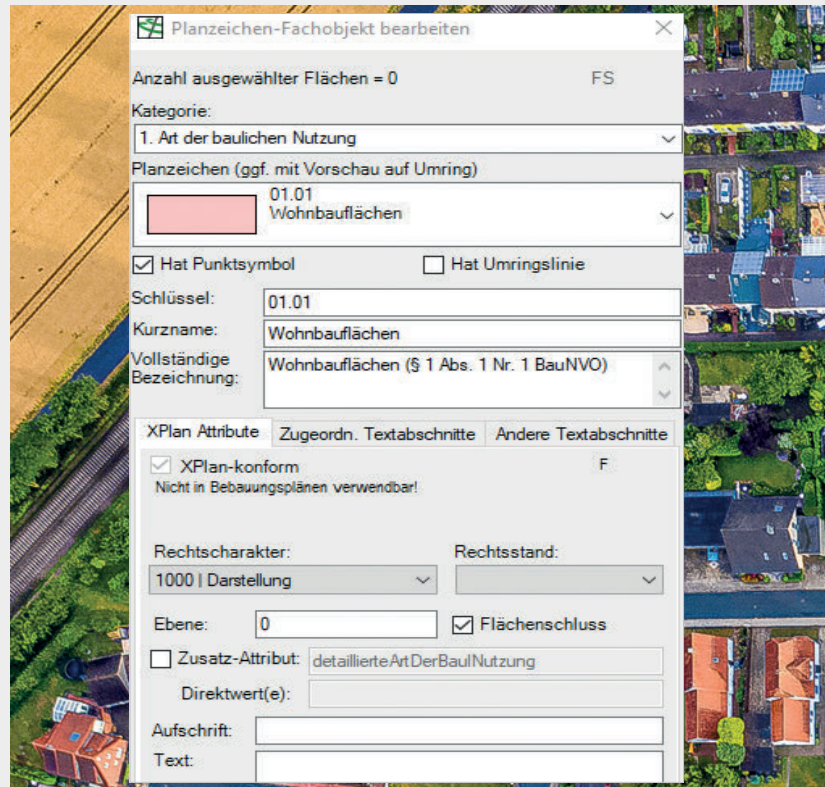 Planzeichen-Fachobjekt bearbeiten
Anzahl ausgewählter Flächen = 0 FS
Kategorie:
1. Art der baulichen Nutzung
Planzeichen (ggf. mit Vorschau auf Umring)
01.01
Wohnbauflächen
Hat Punktsymbol Hat Umringslinie
Schlüssel: 01.01
Kurzname: Wohnbauflächen
Vollständige
Bezeichnung: Wohnbauflächen (§ 1 Abs. 1 Nr. 1 BauNVO)
XPlan Attribute Zugeordn. Textabschnitte Andere Textabschnitte
XPlan-konform F
Nicht in Bebauungsplänen verwendbar!
Rechtscharakter: Rechtsstand:
1000 | Darstellung
Ebene: 0 Flächenschluss
Zusatz-Attribut: detaillierteArtDerBaulNutzung
Direktwert(e):
Aufschrift:
Text: